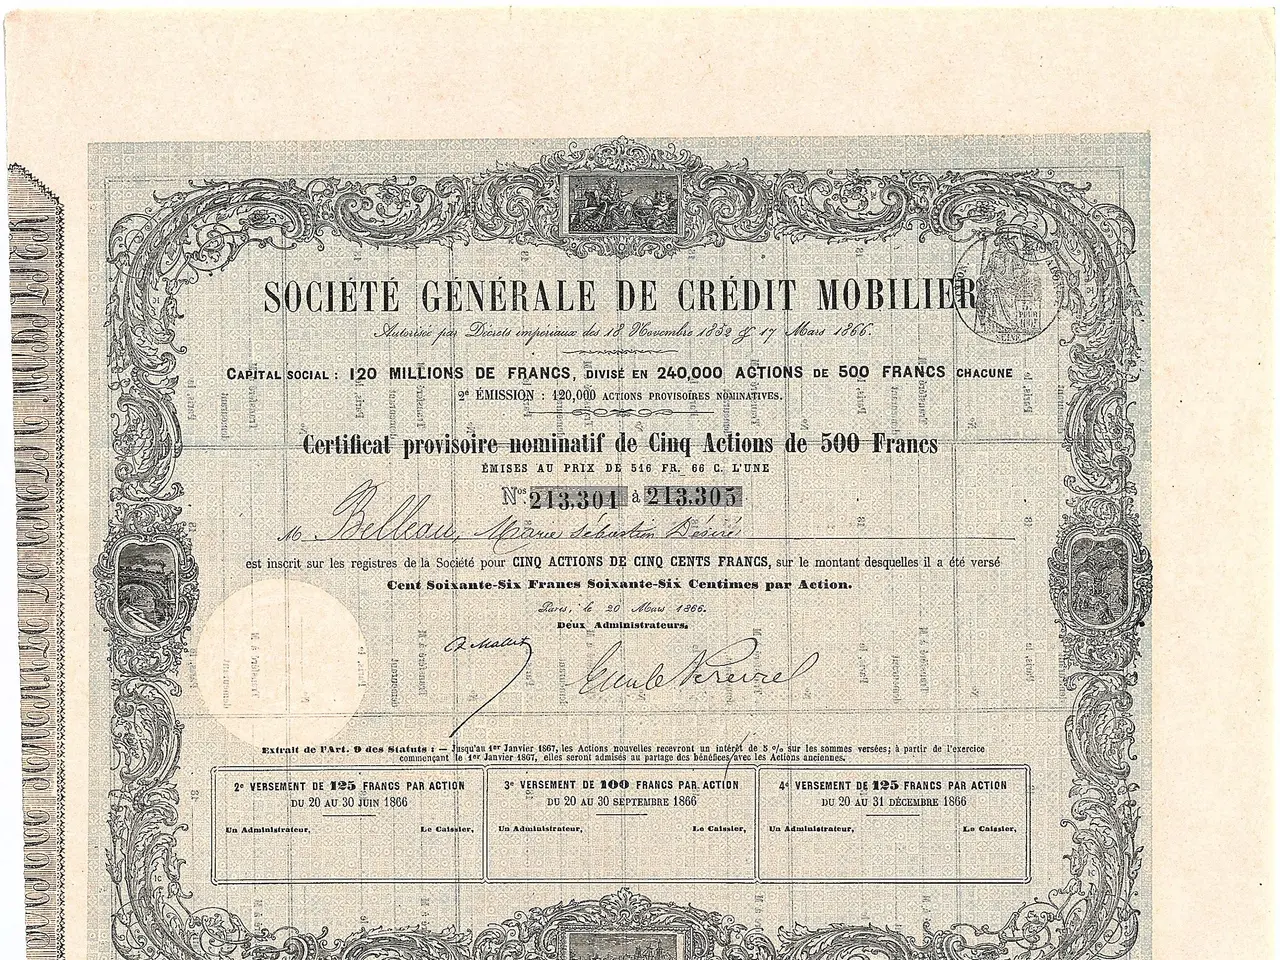 SOCIÉTÉ GÉNÉRALE DE CRÉDIT MOBILIER
Autorisée par Décrets impériaux des 18 Novembre 1852 & 17 Mars 1866.
CAPITAL SOCIAL : 120 MILLIONS DE FRANCS, DIVISÉ EN 240,000 ACTIONS DE 500 FRANCS CHACUNE
2e ÉMISSION : 120,000 ACTIONS PROVISOIRES NOMINATIVES.
Certificat provisoire nominatif de Cinq Actions de 500 Francs
ÉMISES AU PRIX DE 516 FR. 66 C. L'UNE
Nos 213,301 à 213,305
M. Belleau, Marie Sébastien Désiré
est inscrit sur les registres de la Société pour CINQ ACTIONS DE CINQ CENTS FRANCS, sur le montant desquelles il a été versé
Cent Soixante-Six Francs Soixante-Six Centimes par Action.
Paris, le 20 Mars 1866.
Deux Administrateurs,
Extrait de l'Art. 9 des Statuts : — Jusqu'au 1er Janvier 1867, les Actions nouvelles recevront un intérêt de 5 % sur les sommes versées; à partir de l'exercice
commençant le 1er Janvier 1867, elles seront admises au partage des bénéfices avec les Actions anciennes.
2e VERSEMENT DE 125 FRANCS PAR ACTION
DU 20 AU 30 JUIN 1866
Un Administrateur, Le Caissier,
3e VERSEMENT DE 100 FRANCS PAR ACTION
DU 20 AU 30 SEPTEMBRE 1866
Un Administrateur, Le Caissier,
4e VERSEMENT DE 125 FRANCS PAR ACTION
DU 20 AU 31 DÉCEMBRE 1866
Un Administrateur, Le Caissier,
SEINE